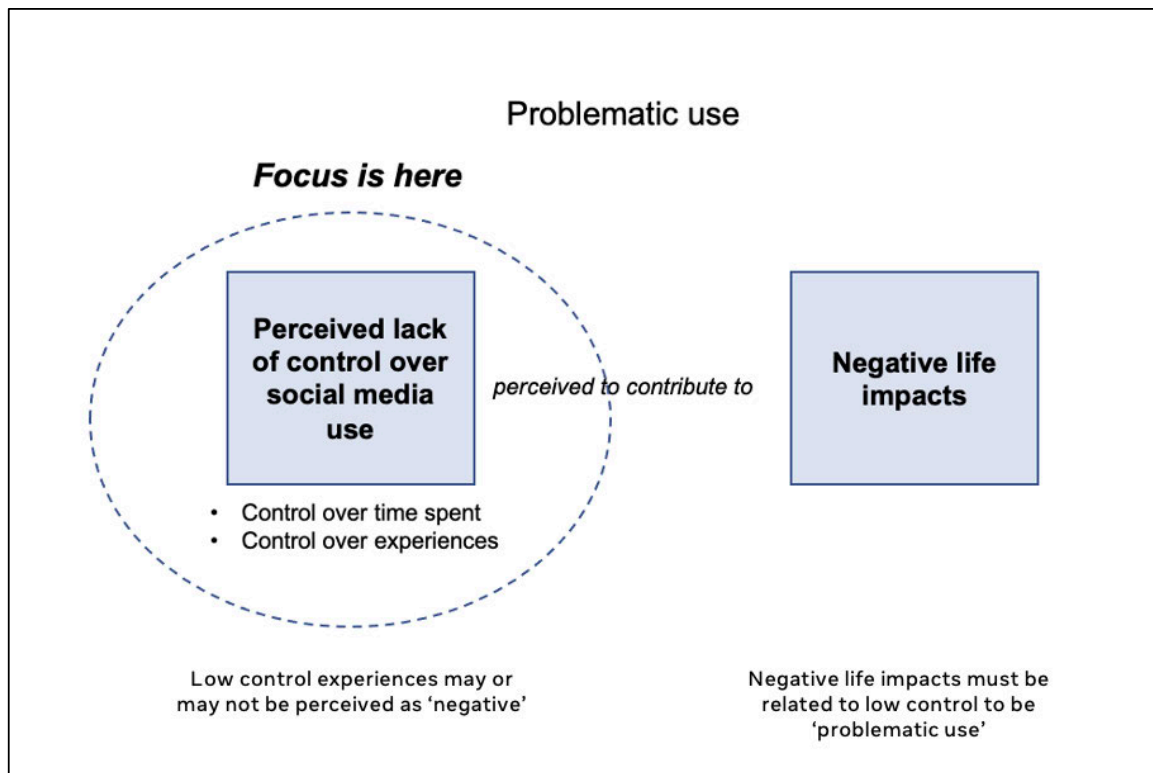 Problematic use
Focus is here
Perceived lack
of control over
social media
use
perceived to contribute to
Negative life
impacts
• Control over time spent
• Control over experiences
Low control experiences may or
may not be perceived as ‘negative’
Negative life impacts must be
related to low control to be
‘problematic use’